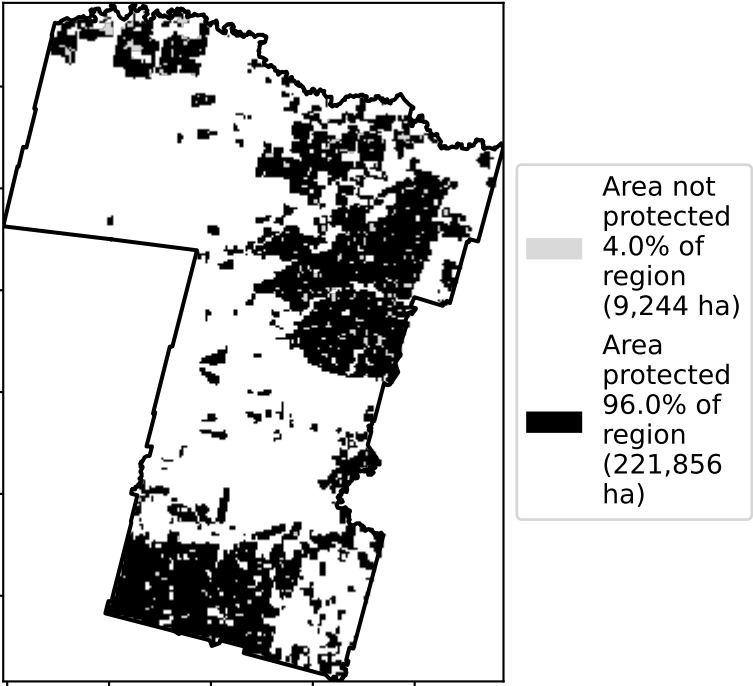 Area not
protected
4.0% of
region
(9,244 ha)
Area
protected
96.0% of
region
(221,856
ha)